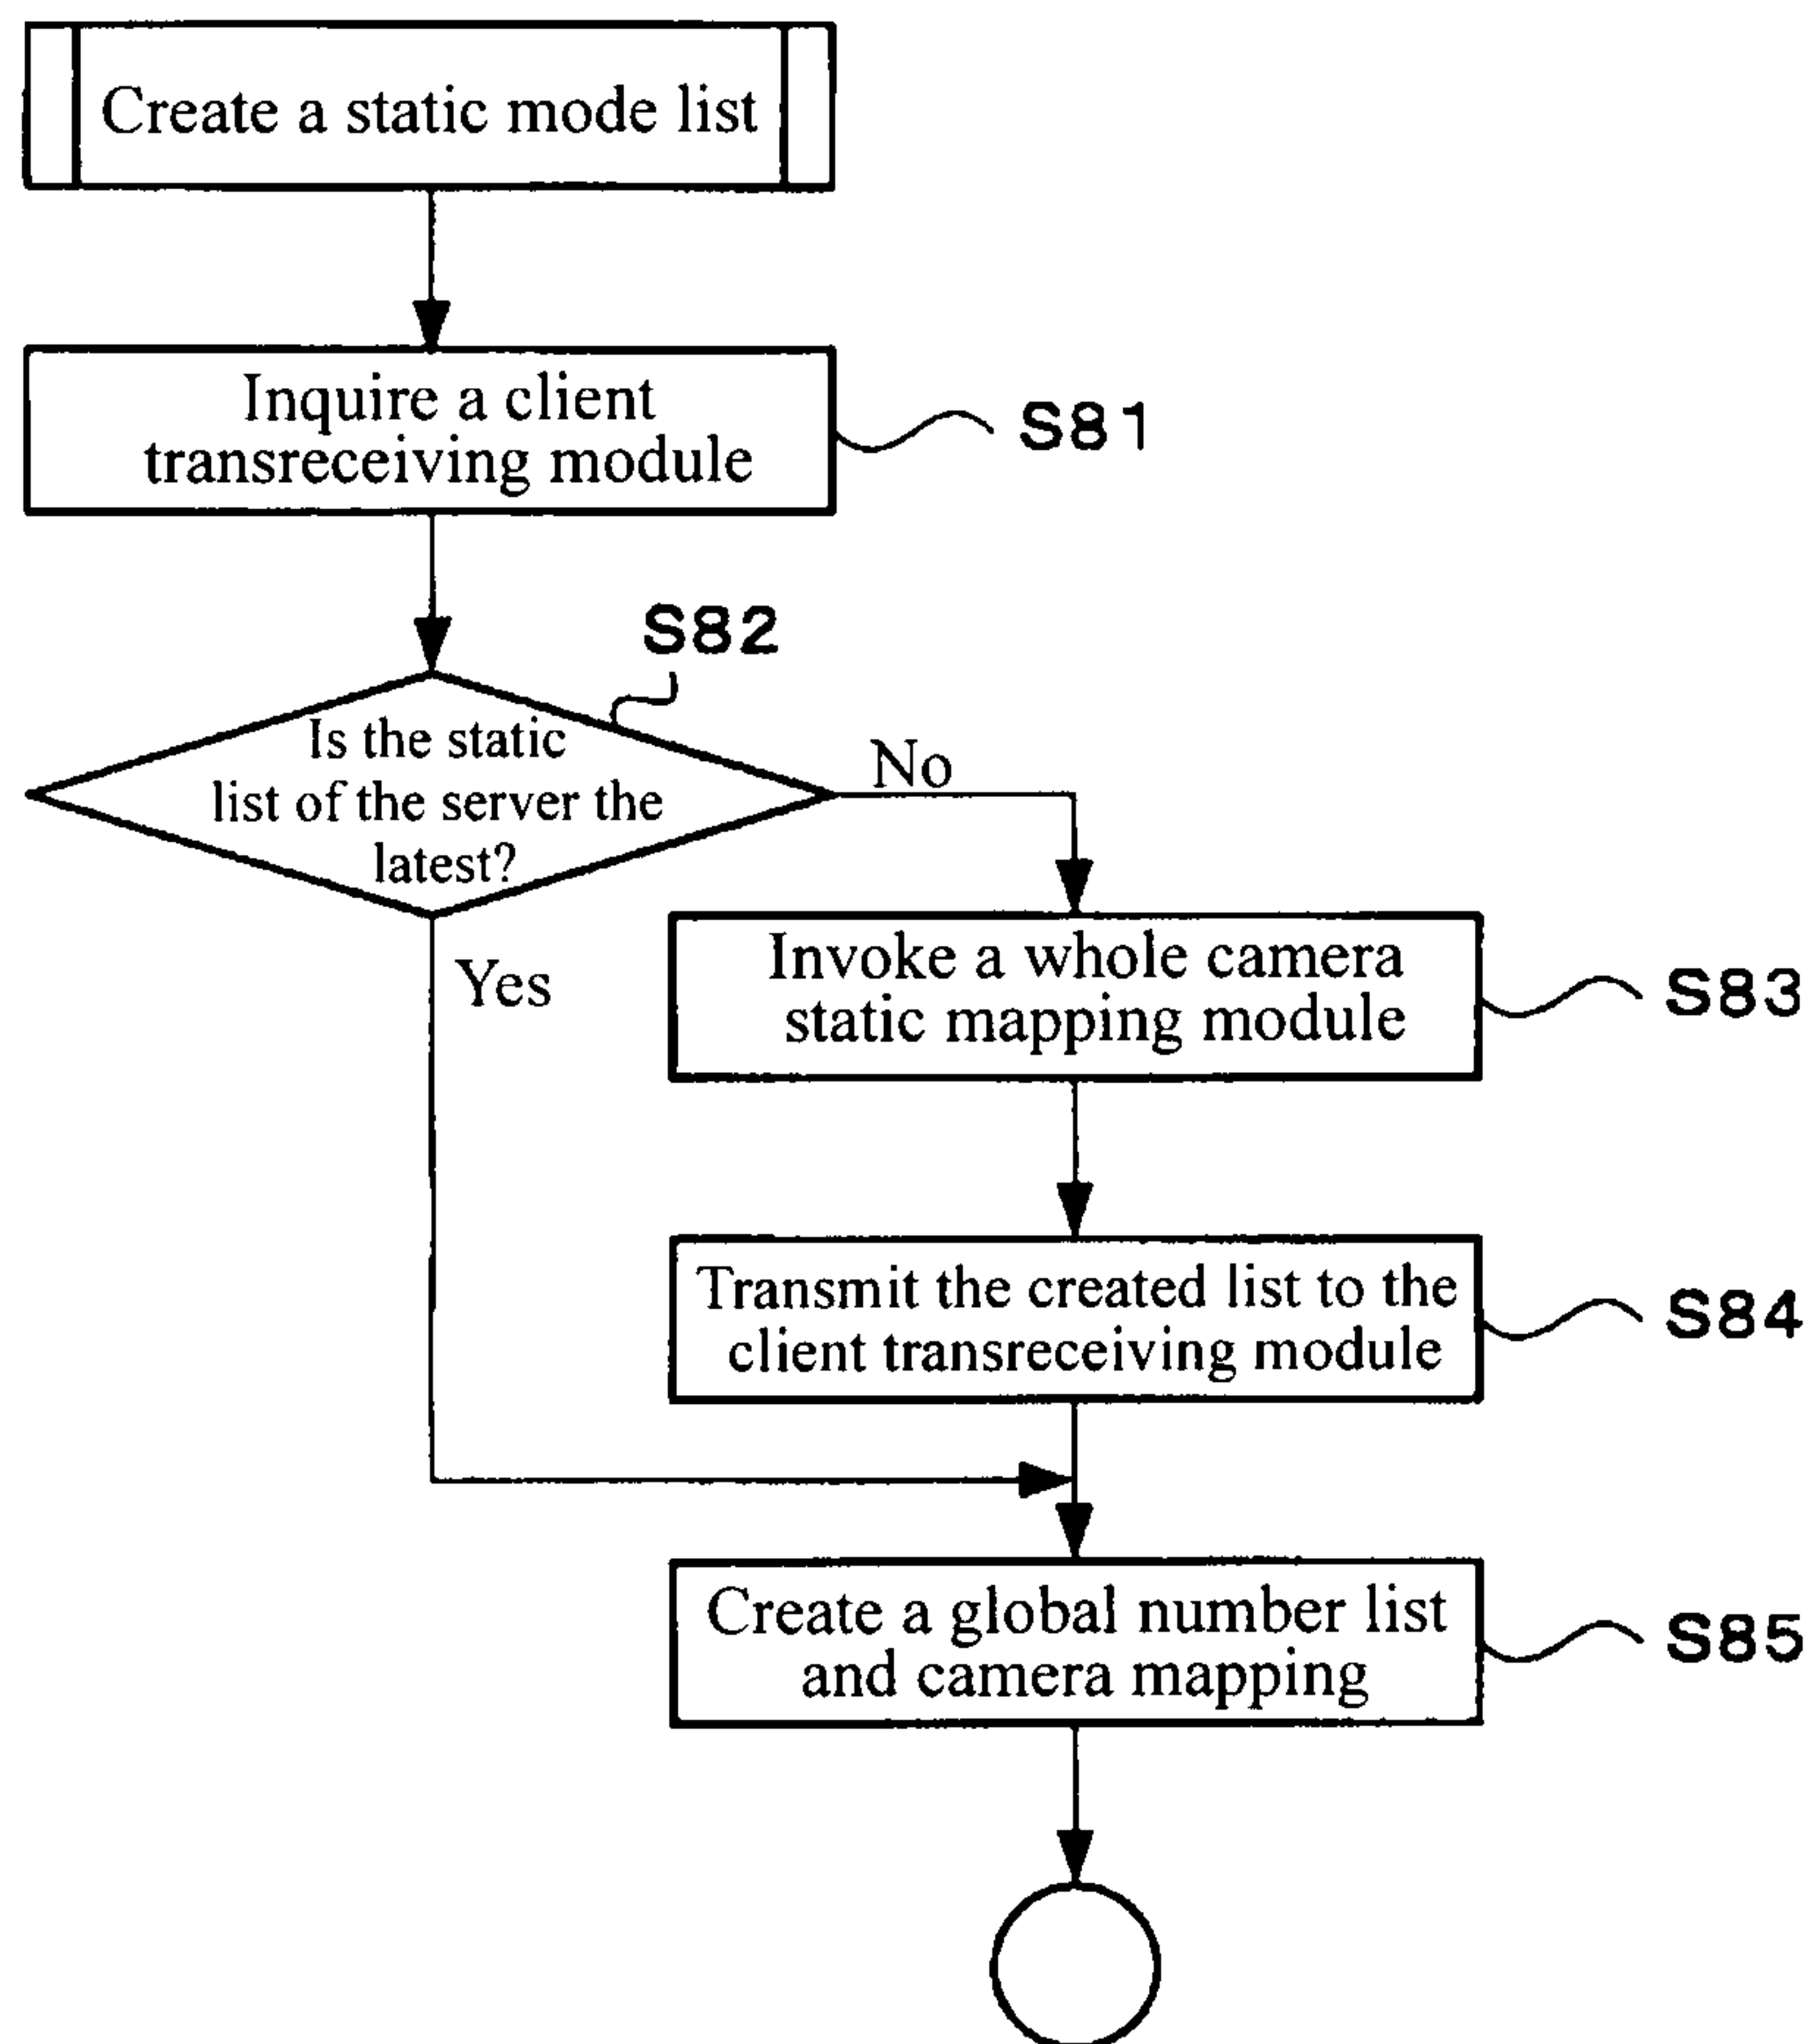 Create a static mode list
Inquire a client
transreceiving module
S81
S82
Is the static
list of the server the
latest?
No
Yes
Invoke a whole camera
static mapping module
S83
Transmit the created list to the
client transreceiving module
S84
Create a global number list
and camera mapping
S85